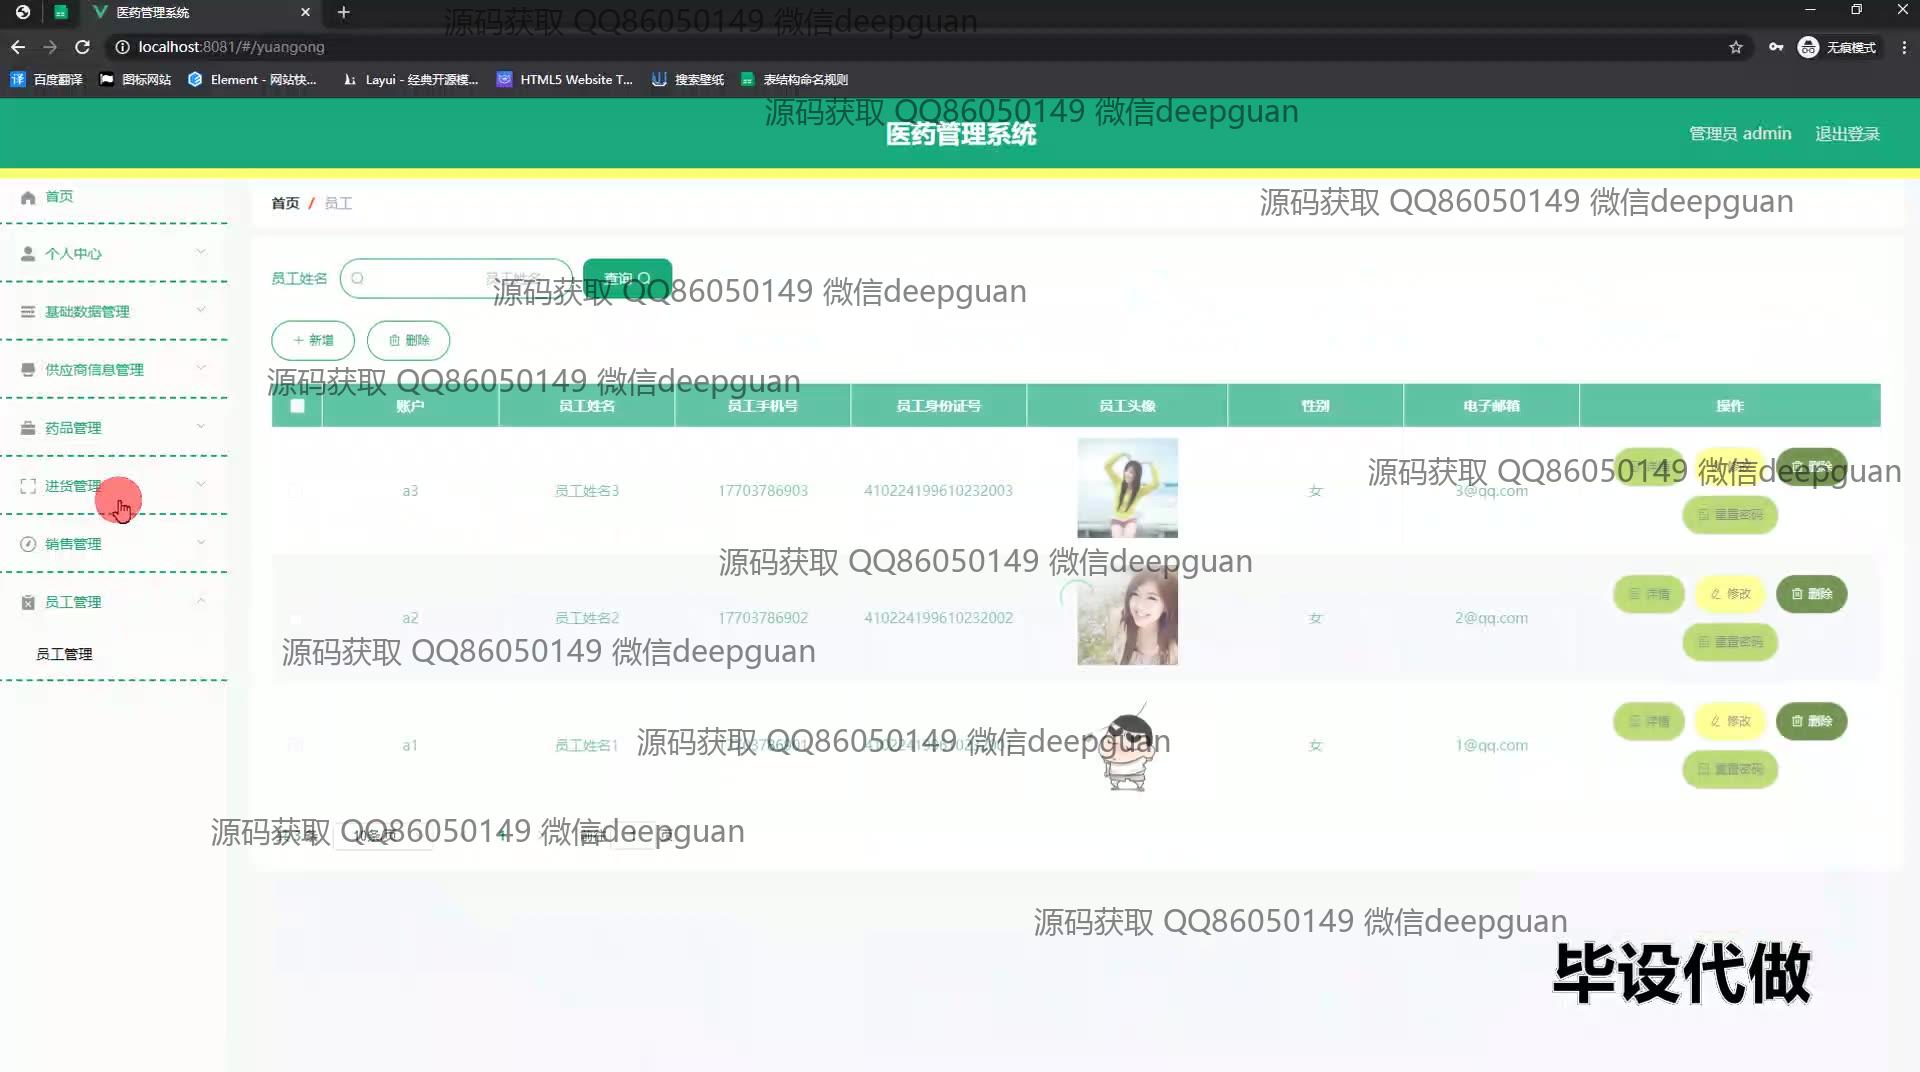 医药管理系统
源码获取 QQ86050149 微信deepguan
localhost:8081/#/yuangong
无痕模式
百度翻译 图标网站 Element - 网站快... Layui - 经典开源模... HTML5 Website T... 搜索壁纸 表结构命名规则
源码获取 QQ86050149 微信deepguan
医药管理系统
管理员 admin 退出登录
首页
个人中心
基础数据管理
供应商信息管理
药品管理
进货管理
销售管理
员工管理
员工管理
首页 / 员工
源码获取 QQ86050149 微信deepguan
员工姓名 员工姓名 查询
源码获取 QQ86050149 微信deepguan
新增 删除
源码获取 QQ86050149 微信deepguan
账户 员工姓名 员工手机号 员工身份证号 员工头像 性别 电子邮箱 操作
源码获取 QQ86050149 微信deepguan
a3 员工姓名3 17703786903 410224199610232003 女 3@qq.com 删除
重置密码
源码获取 QQ86050149 微信deepguan
a2 员工姓名2 17703786902 410224199610232002 女 2@qq.com 详情 修改 删除
重置密码
源码获取 QQ86050149 微信deepguan
a1 员工姓名1 女 1@qq.com 详情 修改 删除
重置密码
源码获取 QQ86050149 微信deepguan
源码获取 QQ86050149 微信deepguan
10条/页 前往
源码获取 QQ86050149 微信deepguan
毕设代做